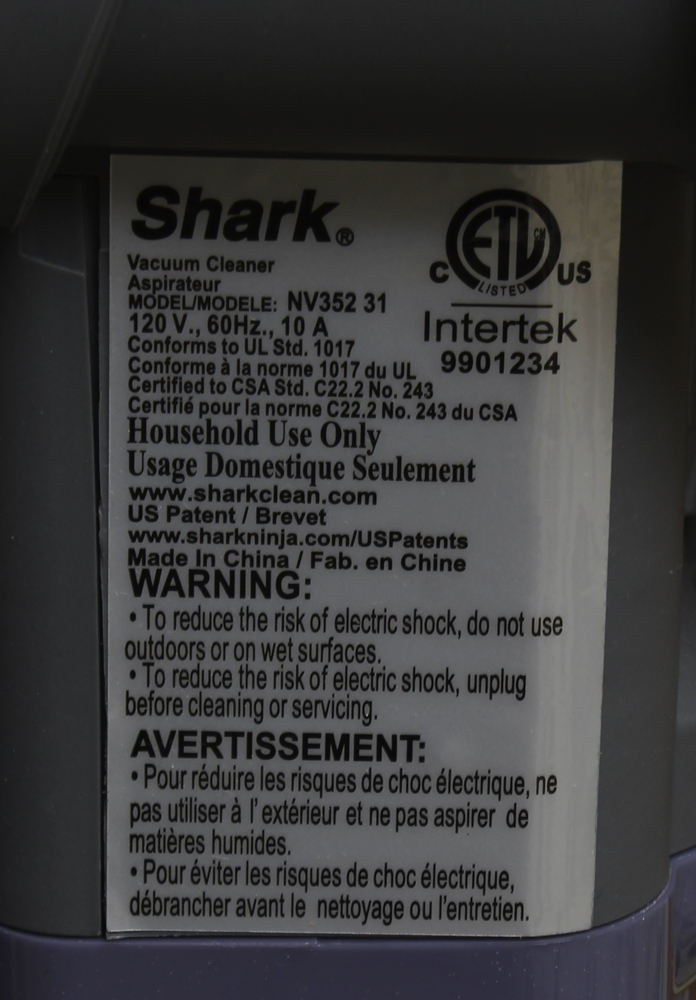 Shark®
Vacuum Cleaner
Aspirateur
MODEL/MODELE: NV352 31
120 V., 60Hz., 10 A
Conforms to UL Std. 1017
Conforme à la norme 1017 du UL
Certified to CSA Std. C22.2 No. 243
Certifié pour la norme C22.2 No. 243 du CSA
C ETL CM US
LISTED
Intertek
9901234
Household Use Only
Usage Domestique Seulement
www.sharkclean.com
US Patent / Brevet
www.sharkninja.com/USPatents
Made In China / Fab. en Chine
WARNING:
• To reduce the risk of electric shock, do not use
outdoors or on wet surfaces.
• To reduce the risk of electric shock, unplug
before cleaning or servicing.
AVERTISSEMENT:
• Pour réduire les risques de choc électrique, ne
pas utiliser à l'extérieur et ne pas aspirer de
matières humides.
• Pour éviter les risques de choc électrique,
débrancher avant le nettoyage ou l'entretien.